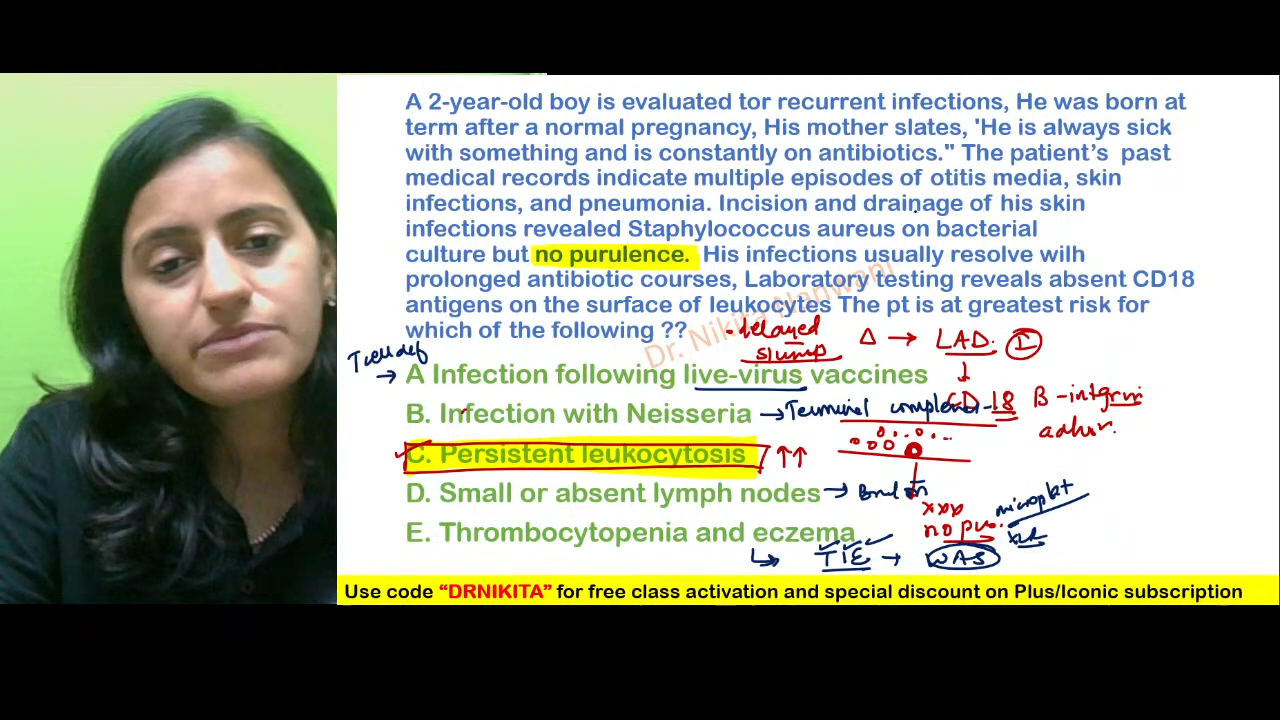 A 2-year-old boy is evaluated tor recurrent infections, He was born at
term after a normal pregnancy, His mother slates, 'He is always sick
with something and is constantly on antibiotics." The patient's past
medical records indicate multiple episodes of otitis media, skin
infections, and pneumonia. Incision and drainage of his skin
infections revealed Staphylococcus aureus on bacterial
culture but no purulence. His infections usually resolve wilh
prolonged antibiotic courses, Laboratory testing reveals absent CD18
antigens on the surface of leukocytes The pt is at greatest risk for
which of the following ??
Dr. Nikita Nanwani
- delayed
slump
Δ → LAD. I
T cell def
→ A Infection following live-virus vaccines
CD 18 B-integrin
B. Infection with Neisseria → Terminal complement
C. Persistent leukocytosis ↑↑
D. Small or absent lymph nodes →
xxx
no pus.
E. Thrombocytopenia and eczema
↳ TIE → WAS
XLR
Use code "DRNIKITA" for free class activation and special discount on Plus/Iconic subscription